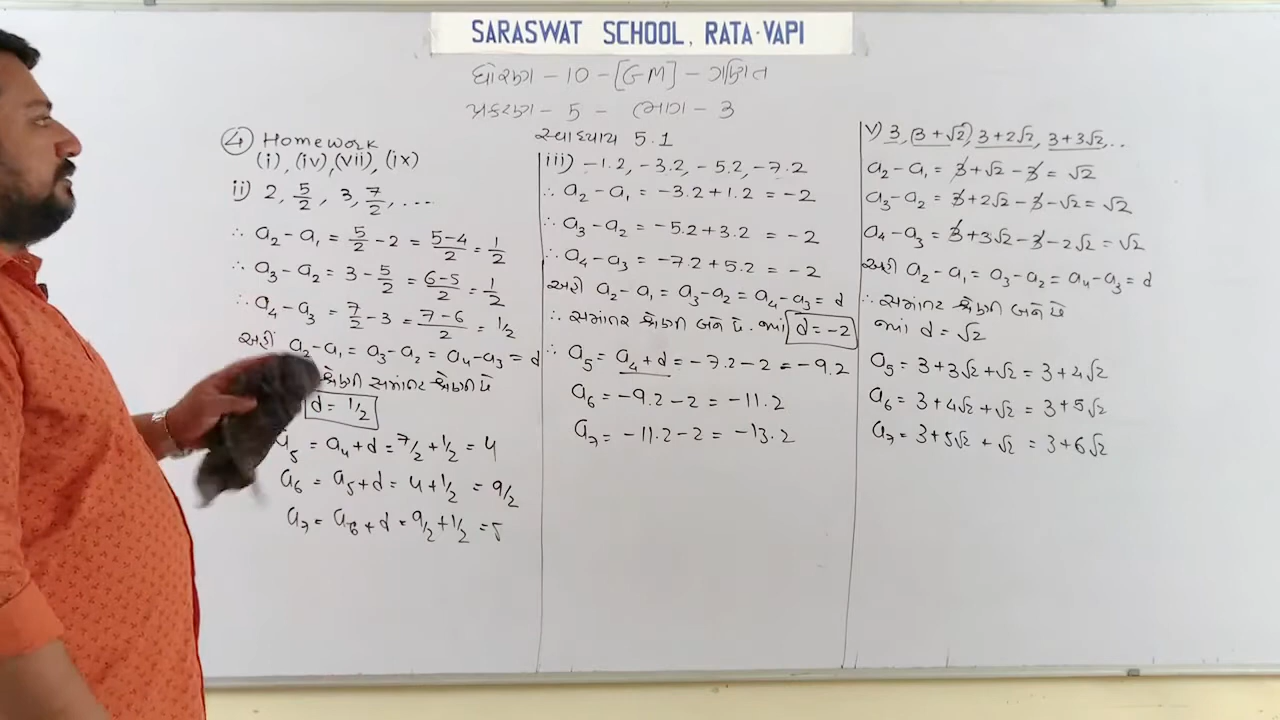 SARASWAT SCHOOL, RATA-VAPI
ધોરણ - 10 - [GM] - ગણિત
પ્રકરણ - 5 - ભાગ - 3
સ્વાધ્યાય 5.1
④ Homework
(i), (iv), (vii), (ix)
ii) 2, 5/2, 3, 7/2, ...
∴ a₂ - a₁ = 5/2 - 2 = (5-4)/2 = 1/2
∴ a₃ - a₂ = 3 - 5/2 = (6-5)/2 = 1/2
∴ a₄ - a₃ = 7/2 - 3 = (7-6)/2 = 1/2
અહીં a₂-a₁ = a₃-a₂ = a₄-a₃ = d
શ્રેણી સમાંતર શ્રેણી છે
d = 1/2
a₅ = a₄ + d = 7/2 + 1/2 = 4
a₆ = a₅ + d = 4 + 1/2 = 9/2
a₇ = a₆ + d = 9/2 + 1/2 = 5
iii) -1.2, -3.2, -5.2, -7.2
∴ a₂ - a₁ = -3.2 + 1.2 = -2
∴ a₃ - a₂ = -5.2 + 3.2 = -2
∴ a₄ - a₃ = -7.2 + 5.2 = -2
અહીં a₂-a₁ = a₃-a₂ = a₄-a₃ = d
∴ સમાંતર શ્રેણી બને છે. જ્યાં d = -2
∴ a₅ = a₄ + d = -7.2 - 2 = -9.2
a₆ = -9.2 - 2 = -11.2
a₇ = -11.2 - 2 = -13.2
v) 3, (3+√2), 3+2√2, 3+3√2, ...
a₂ - a₁ = 3+√2 - 3 = √2
a₃ - a₂ = 3+2√2 - 3 - √2 = √2
a₄ - a₃ = 3+3√2 - 3 - 2√2 = √2
અહીં a₂-a₁ = a₃-a₂ = a₄-a₃ = d
∴ સમાંતર શ્રેણી બને છે
જ્યાં d = √2
a₅ = 3+3√2+√2 = 3+4√2
a₆ = 3+4√2+√2 = 3+5√2
a₇ = 3+5√2+√2 = 3+6√2